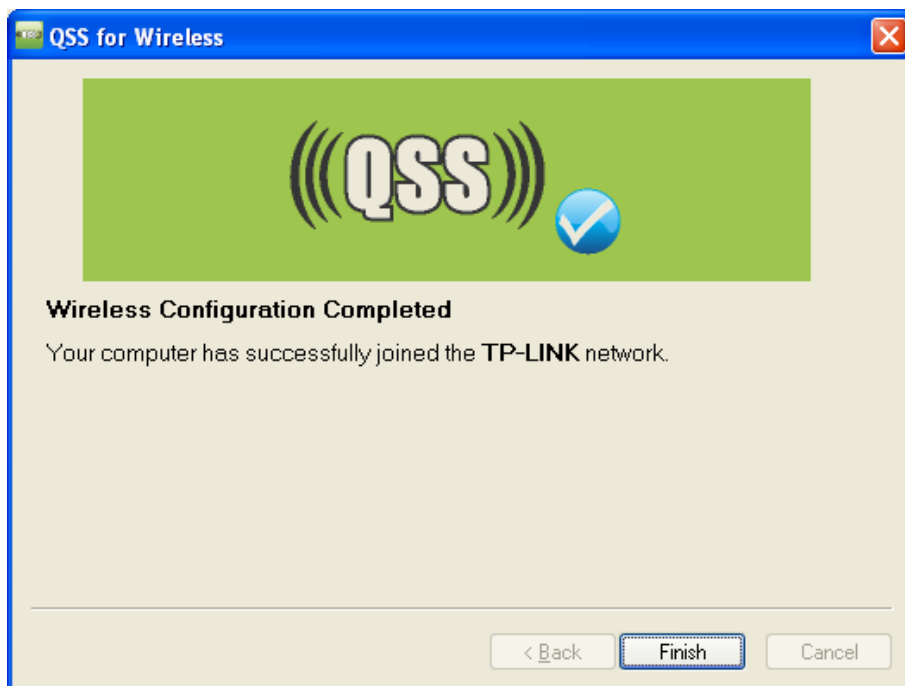 QSS for Wireless
QSS
Wireless Configuration Completed
Your computer has successfully joined the TP-LINK network.
< Back Finish Cancel